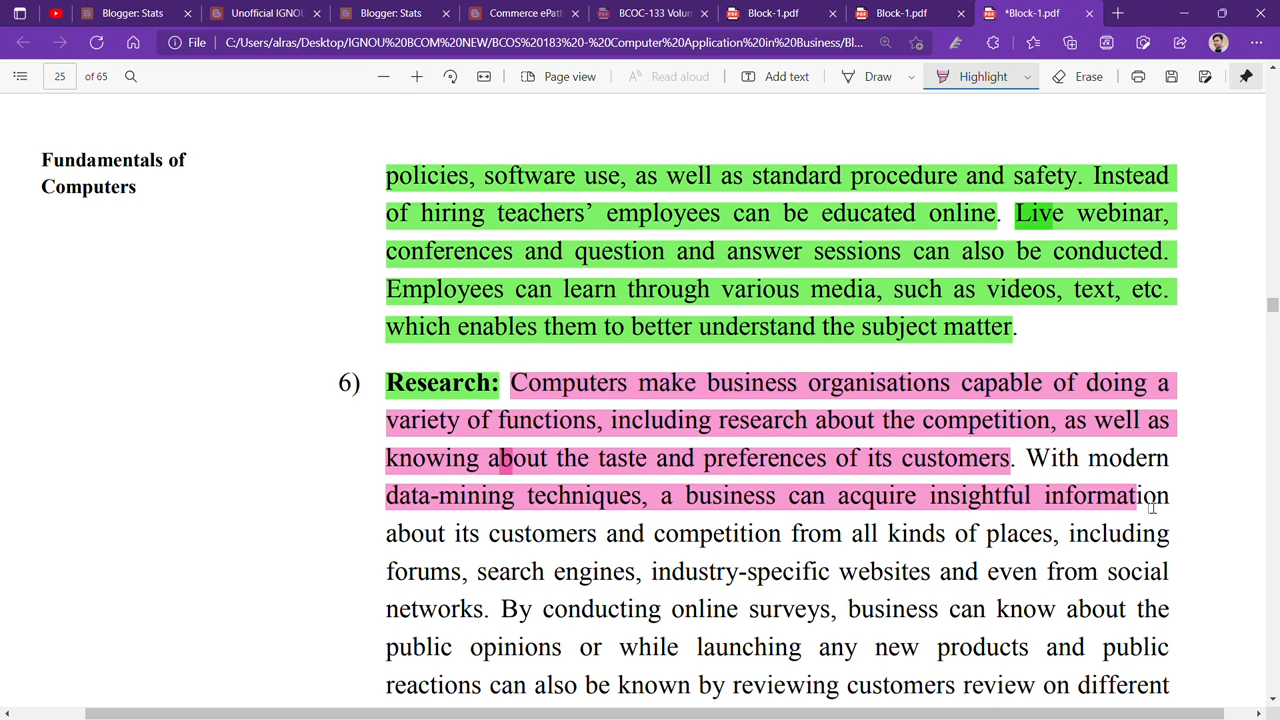 Blogger: Stats
Unofficial IGNOU
Blogger: Stats
Commerce ePath
BCOC-133 Volum
Block-1.pdf
Block-1.pdf
*Block-1.pdf
File
C:/Users/alras/Desktop/IGNOU%20BCOM%20NEW/BCOS%20183%20-%20Computer%20Application%20in%20Business/Bl...
25 of 65
Page view
Read aloud
Add text
Draw
Highlight
Erase
Fundamentals of
Computers
policies, software use, as well as standard procedure and safety. Instead
of hiring teachers’ employees can be educated online. Live webinar,
conferences and question and answer sessions can also be conducted.
Employees can learn through various media, such as videos, text, etc.
which enables them to better understand the subject matter.
6) Research: Computers make business organisations capable of doing a
variety of functions, including research about the competition, as well as
knowing about the taste and preferences of its customers. With modern
data-mining techniques, a business can acquire insightful information
about its customers and competition from all kinds of places, including
forums, search engines, industry-specific websites and even from social
networks. By conducting online surveys, business can know about the
public opinions or while launching any new products and public
reactions can also be known by reviewing customers review on different